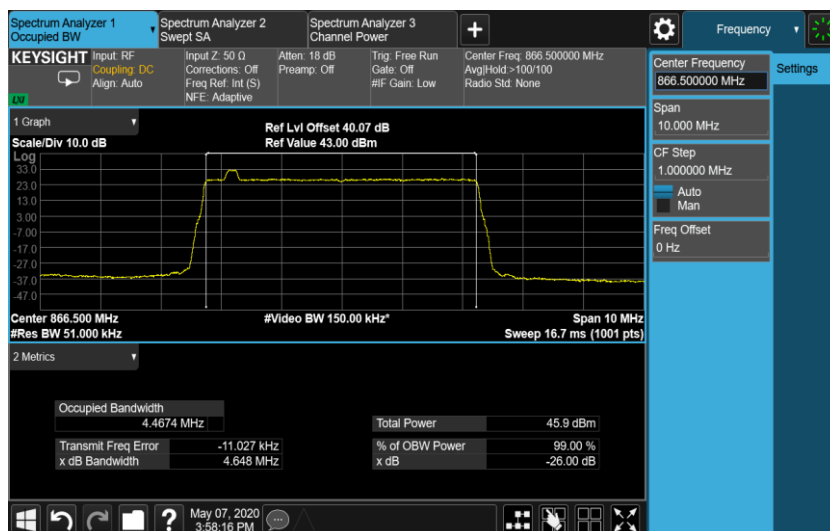 Spectrum Analyzer 1
Occupied BW
Spectrum Analyzer 2
Swept SA
Spectrum Analyzer 3
Channel Power
Frequency
KEYSIGHT
Input: RF
Coupling: DC
Align: Auto
LXI
Input Z: 50 Ω
Corrections: Off
Freq Ref: Int (S)
NFE: Adaptive
Atten: 18 dB
Preamp: Off
Trig: Free Run
Gate: Off
#IF Gain: Low
Center Freq: 866.500000 MHz
Avg|Hold:>100/100
Radio Std: None
Center Frequency
866.500000 MHz
Settings
Span
10.000 MHz
CF Step
1.000000 MHz
Auto
Man
Freq Offset
0 Hz
1 Graph
Scale/Div 10.0 dB
Ref Lvl Offset 40.07 dB
Ref Value 43.00 dBm
Log
33.0
23.0
13.0
3.00
-7.00
-17.0
-27.0
-37.0
-47.0
Center 866.500 MHz
#Video BW 150.00 kHz*
Span 10 MHz
#Res BW 51.000 kHz
Sweep 16.7 ms (1001 pts)
2 Metrics
Occupied Bandwidth
4.4674 MHz
Total Power 45.9 dBm
Transmit Freq Error -11.027 kHz
% of OBW Power 99.00 %
x dB Bandwidth 4.648 MHz
x dB -26.00 dB
?
May 07, 2020
3:58:16 PM